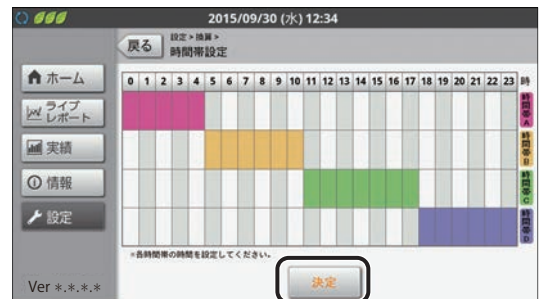 2015/09/30 (水) 12:34
戻る
設定 > 換算 >
時間帯設定
ホーム
ライブ
レポート
実績
情報
設定
0 1 2 3 4 5 6 7 8 9 10 11 12 13 14 15 16 17 18 19 20 21 22 23 時
時間帯A
時間帯B
時間帯C
時間帯D
*各時間帯の時間を設定してください。
決定
Ver *.*.*.*